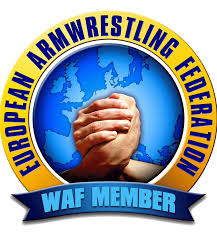 EUROPEAN ARMWRESTLING FEDERATION
WAF MEMBER